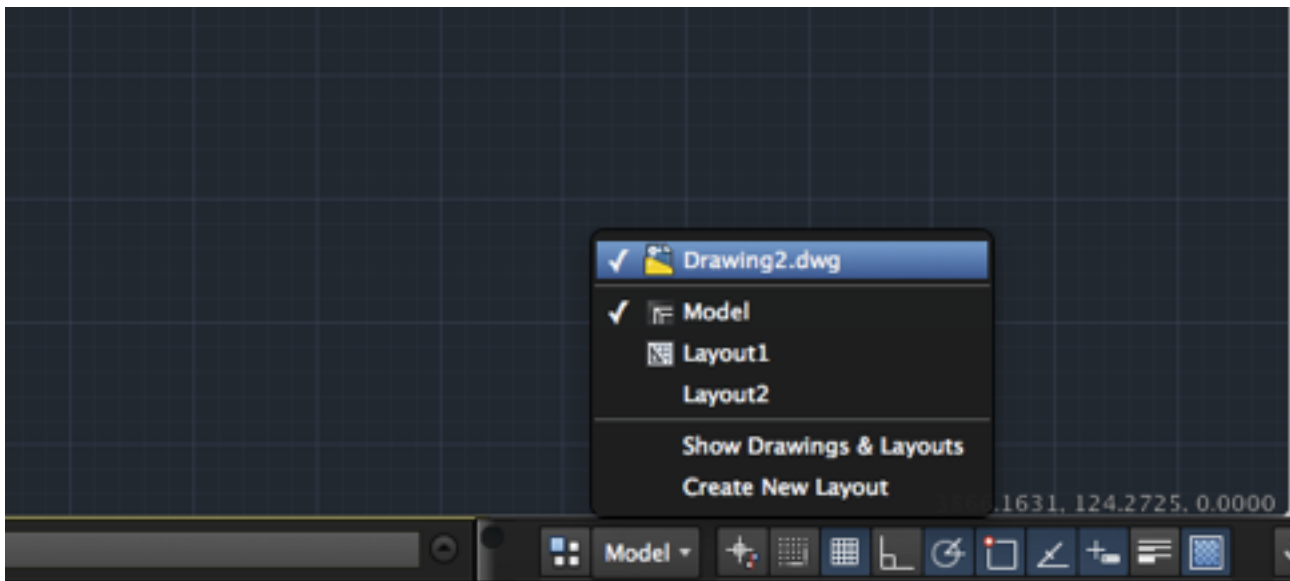 Drawing2.dwg
Model
Layout1
Layout2
Show Drawings & Layouts
Create New Layout
.1631, 124.2725, 0.0000
Model